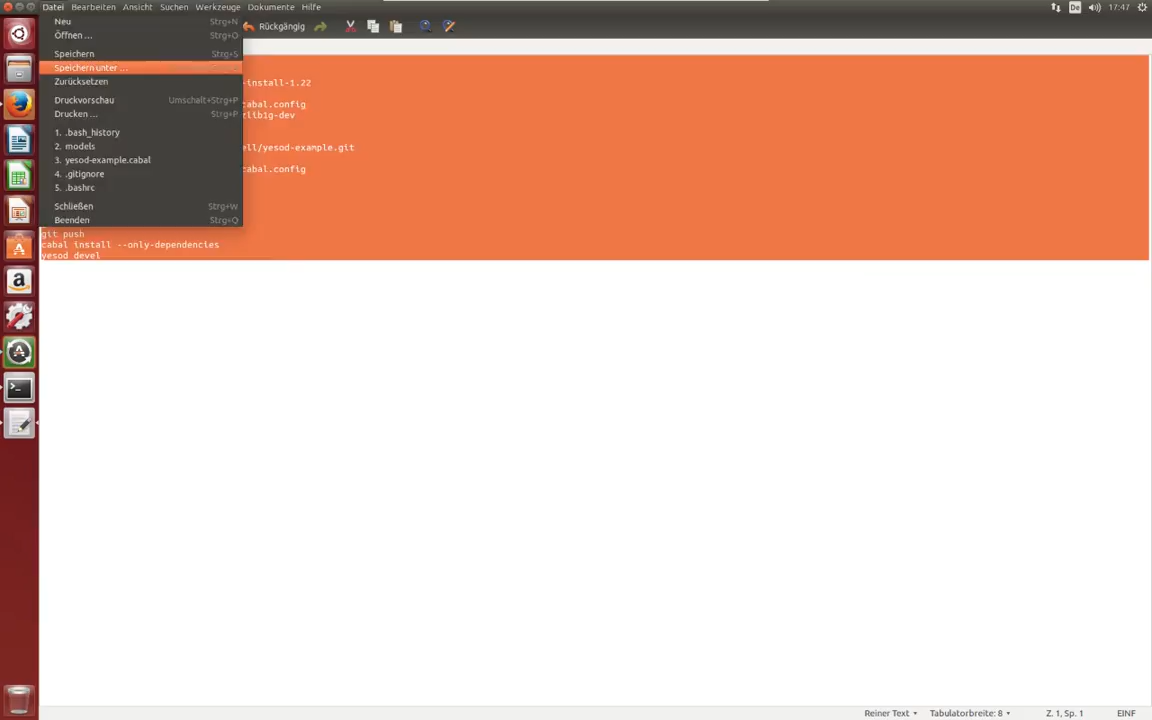 Datei Bearbeiten Ansicht Suchen Werkzeuge Dokumente Hilfe
De 17:47
Neu Strg+N
Öffnen ... Strg+O
Speichern Strg+S
Speichern unter ...
Zurücksetzen
Druckvorschau Umschalt+Strg+P
Drucken ... Strg+P
1. .bash_history
2. models
3. yesod-example.cabal
4. .gitignore
5. .bashrc
Schließen Strg+W
Beenden Strg+Q
Rückgängig
-install-1.22
cabal.config
zlib1g-dev
ell/yesod-example.git
cabal.config
git push
cabal install --only-dependencies
yesod devel
Reiner Text Tabulatorbreite: 8 Z. 1, Sp. 1 EINF